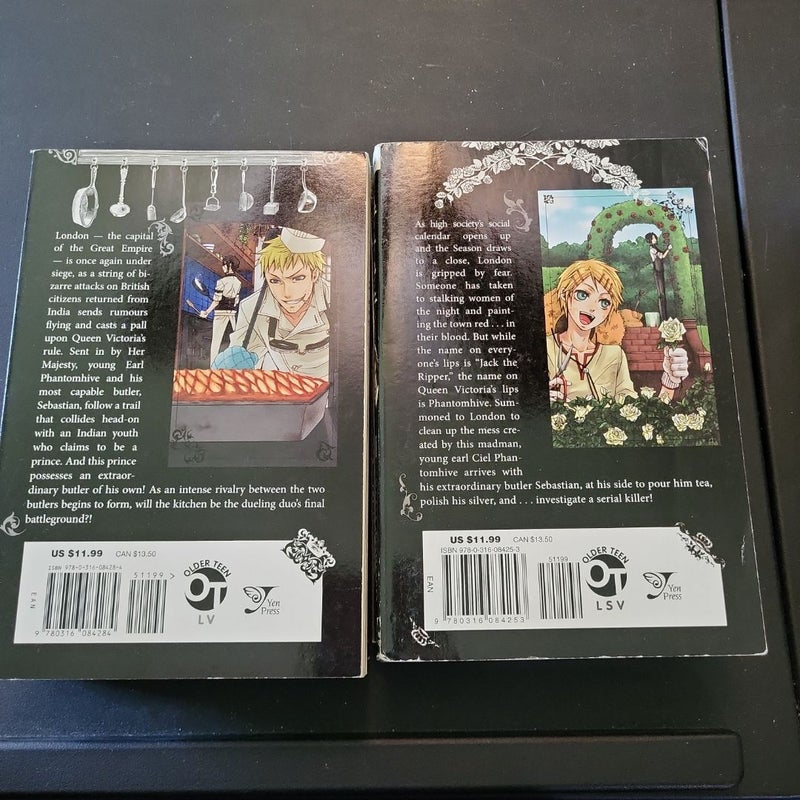 London — the capital
of the Great Empire
— is once again under
siege, as a string of bi-
zarre attacks on British
citizens returned from
India sends rumours
flying and casts a pall
upon Queen Victoria's
rule. Sent in by Her
Majesty, young Earl
Phantomhive and his
most capable butler,
Sebastian, follow a trail
that collides head-on
with an Indian youth
who claims to be a
prince. And this prince
possesses an extraor-
dinary butler of his own! As an intense rivalry between the two
butlers begins to form, will the kitchen be the dueling duo's final
battleground?!
US $11.99 CAN $13.50
ISBN 978-0-316-08428-4
51199 >
EAN
9 780316 084284
OLDER TEEN
OT
LV
Yen
Press
As high society's social
calendar opens up
and the Season draws
to a close, London
is gripped by fear.
Someone has taken
to stalking women of
the night and paint-
ing the town red . . . in
their blood. But while
the name on every-
one's lips is "Jack the
Ripper," the name on
Queen Victoria's lips
is Phantomhive. Sum-
moned to London to
clean up the mess cre-
ated by this madman,
young earl Ciel Phan-
tomhive arrives with
his extraordinary butler Sebastian, at his side to pour him tea,
polish his silver, and . . . investigate a serial killer!
US $11.99 CAN $13.50
ISBN 978-0-316-08425-3
51199
EAN
9 780316 084253
OLDER TEEN
OT
LSV
Yen
Press